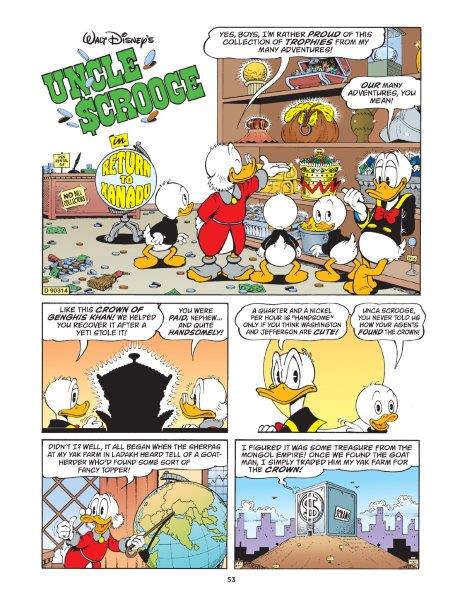 WALT DISNEY'S
UNCLE
$CROOGE
in
RETURN
TO
XANADU
NO BILL
COLLECTORS
D 90314
YES, BOYS, I'M RATHER PROUD OF THIS
COLLECTION OF TROPHIES FROM MY
MANY ADVENTURES!
OUR MANY
ADVENTURES, YOU
MEAN!
LIKE THIS CROWN OF
GENGHIS KHAN! WE HELPED
YOU RECOVER IT AFTER A
YETI STOLE IT!
YOU WERE
PAID, NEPHEW...
AND QUITE
HANDSOMELY!
A QUARTER AND A NICKEL
PER HOUR IS "HANDSOME"
ONLY IF YOU THINK WASHINGTON
AND JEFFERSON ARE CUTE!
UNCA SCROOGE,
YOU NEVER TOLD US
HOW YOUR AGENTS
FOUND THE CROWN!
DIDN'T I? WELL, IT ALL BEGAN WHEN THE SHERPAS
AT MY YAK FARM IN LADAKH HEARD TELL OF A GOAT-
HERDER WHO'D FOUND SOME SORT OF
FANCY TOPPER!
I FIGURED IT WAS SOME TREASURE FROM THE
MONGOL EMPIRE! ONCE WE FOUND THE GOAT
MAN, I SIMPLY TRADED HIM MY YAK FARM FOR
THE CROWN!
$
SCRAM!
53